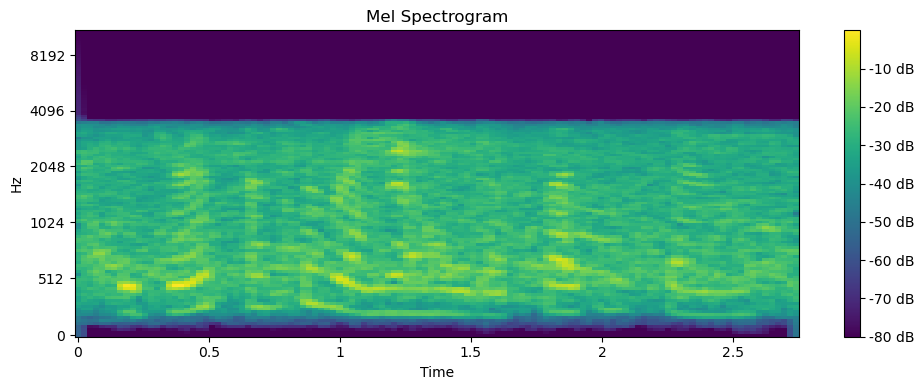 Mel Spectrogram
8192
4096
2048
1024
512
0
Hz
0
0.5
1
1.5
2
2.5
Time
-10 dB
-20 dB
-30 dB
-40 dB
-50 dB
-60 dB
-70 dB
-80 dB